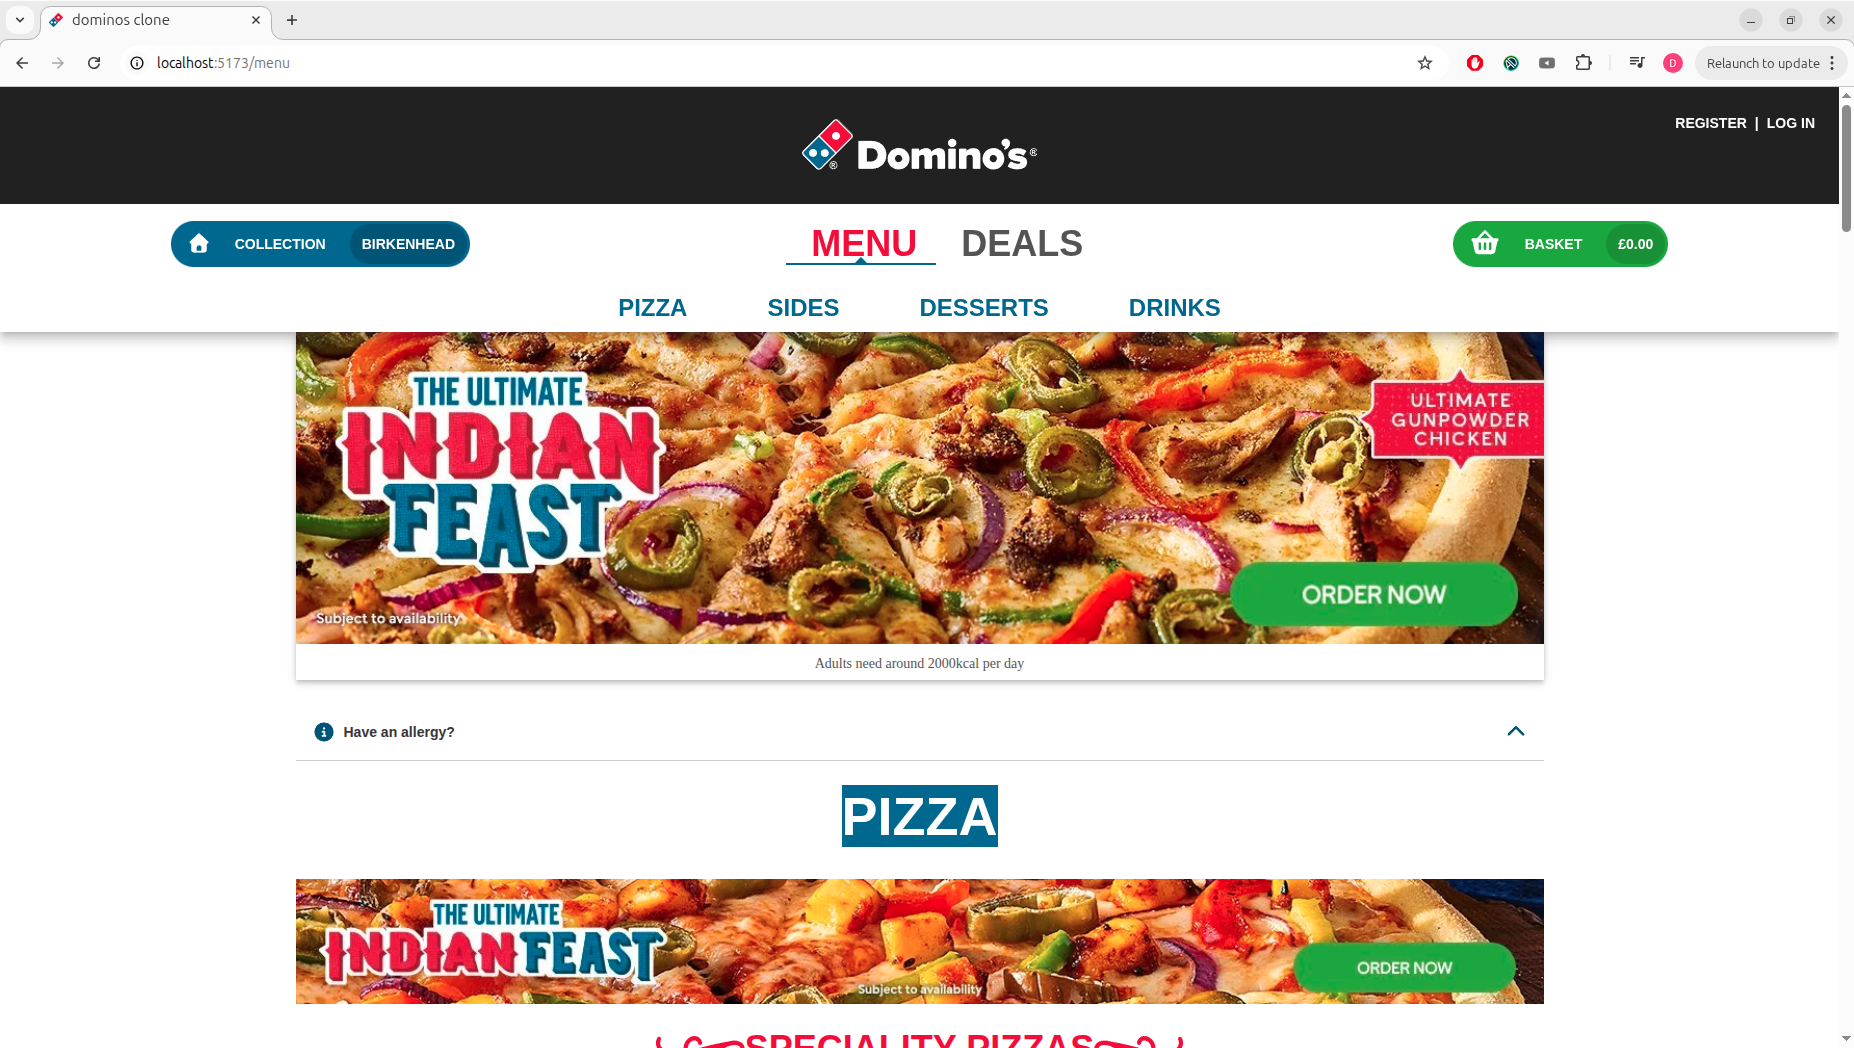 dominos clone
localhost:5173/menu
Relaunch to update
D
REGISTER | LOG IN
Domino's®
®
COLLECTION BIRKENHEAD
MENU DEALS
BASKET £0.00
PIZZA SIDES DESSERTS DRINKS
THE ULTIMATE
INDIAN
FEAST
ULTIMATE
GUNPOWDER
CHICKEN
ORDER NOW
Subject to availability
Adults need around 2000kcal per day
Have an allergy?
PIZZA
THE ULTIMATE
INDIAN FEAST
ORDER NOW
Subject to availability
SPECIALITY PIZZAS